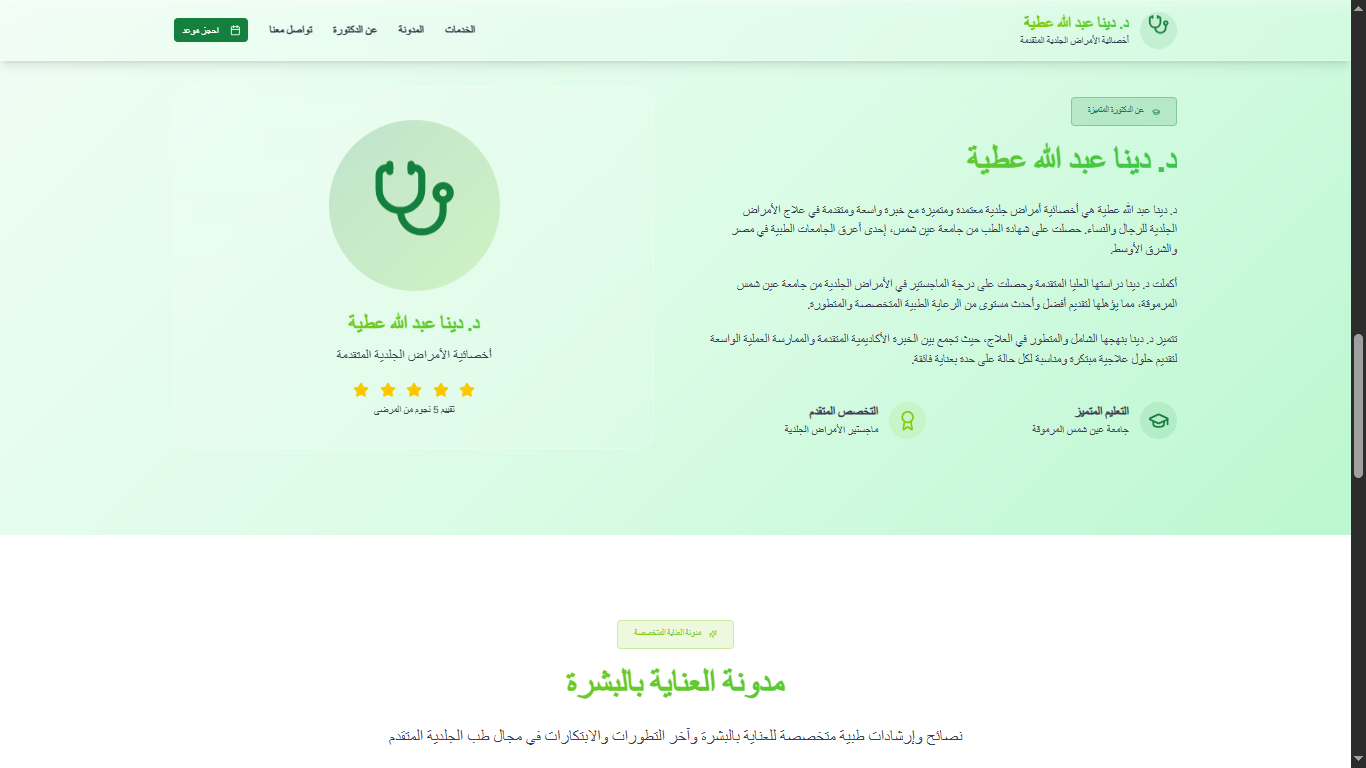 د. دينا عبد الله عطية
أخصائية الأمراض الجلدية المتقدمة
الخدمات
المدونة
عن الدكتورة
تواصل معنا
احجز موعد
عن الدكتورة المتميزة
د. دينا عبد الله عطية
د. دينا عبد الله عطية هي أخصائية أمراض جلدية معتمدة ومتميزة مع خبرة واسعة ومتقدمة في علاج الأمراض
الجلدية للرجال والنساء. حصلت على شهادة الطب من جامعة عين شمس، إحدى أعرق الجامعات الطبية في مصر
والشرق الأوسط.
أكملت د. دينا دراستها العليا المتقدمة وحصلت على درجة الماجستير في الأمراض الجلدية من جامعة عين شمس
المرموقة، مما يؤهلها لتقديم أفضل وأحدث مستوى من الرعاية الطبية المتخصصة والمتطورة.
تتميز د. دينا بنهجها الشامل والمتطور في العلاج، حيث تجمع بين الخبرة الأكاديمية المتقدمة والممارسة العملية الواسعة
لتقديم حلول علاجية مبتكرة ومناسبة لكل حالة على حدة بعناية فائقة.
التعليم المتميز
جامعة عين شمس المرموقة
التخصص المتقدم
ماجستير الأمراض الجلدية
د. دينا عبد الله عطية
أخصائية الأمراض الجلدية المتقدمة
تقييم 5 نجوم من المرضى
مدونة العناية المتخصصة
مدونة العناية بالبشرة
نصائح وإرشادات طبية متخصصة للعناية بالبشرة وآخر التطورات والابتكارات في مجال طب الجلدية المتقدم